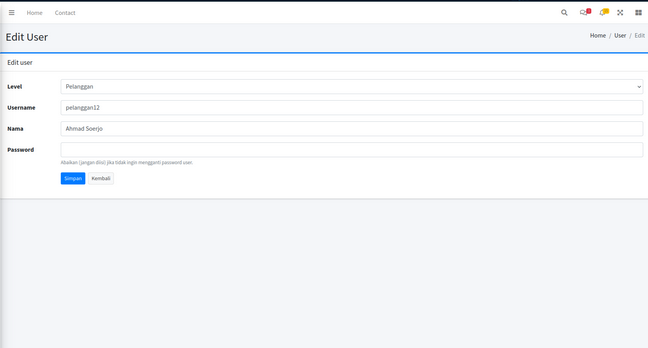 Home Contact
Edit User
Home / User / Edit
Edit user
Level Pelanggan
Username pelanggan12
Nama Ahmad Soerjo
Password
Abaikan (jangan diisi) jika tidak ingin mengganti password user.
Simpan Kembali